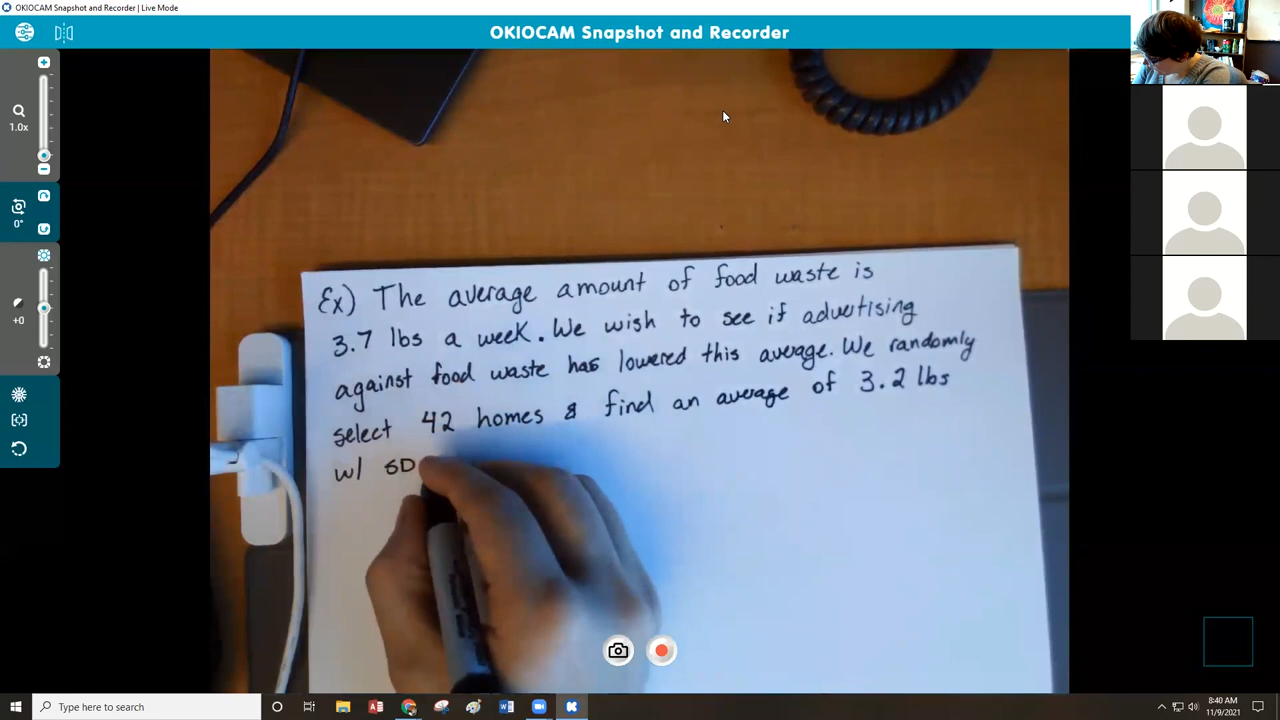 OKIOCAM Snapshot and Recorder | Live Mode
OKIOCAM Snapshot and Recorder
1.0x
0°
+0
Ex) The average amount of food waste is
3.7 lbs a week. We wish to see if advertising
against food waste has lowered this average. We randomly
select 42 homes & find an average of 3.2 lbs
w/ SD
Type here to search
8:40 AM
11/9/2021